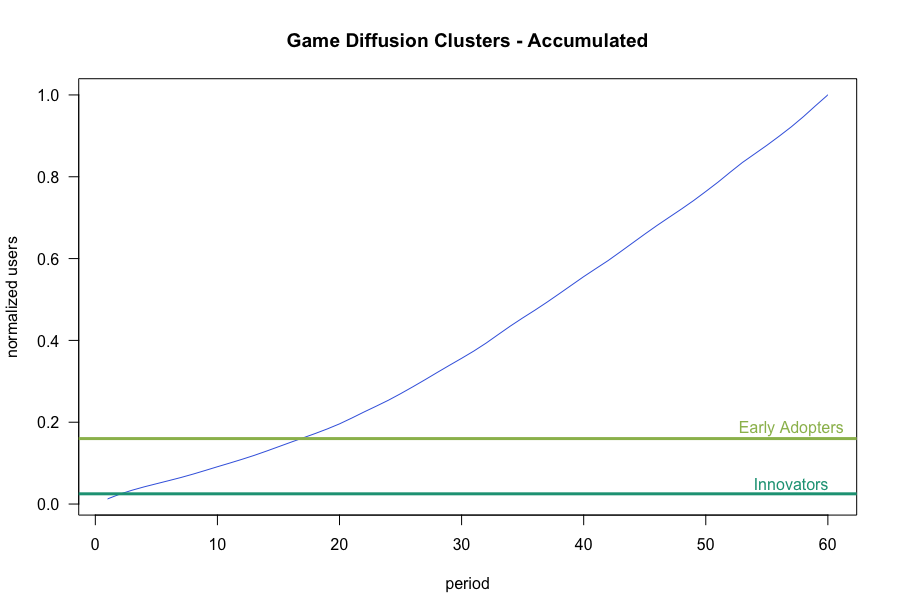 Game Diffusion Clusters - Accumulated
normalized users
1.0
0.8
0.6
0.4
0.2
0.0
Early Adopters
Innovators
0 10 20 30 40 50 60
period